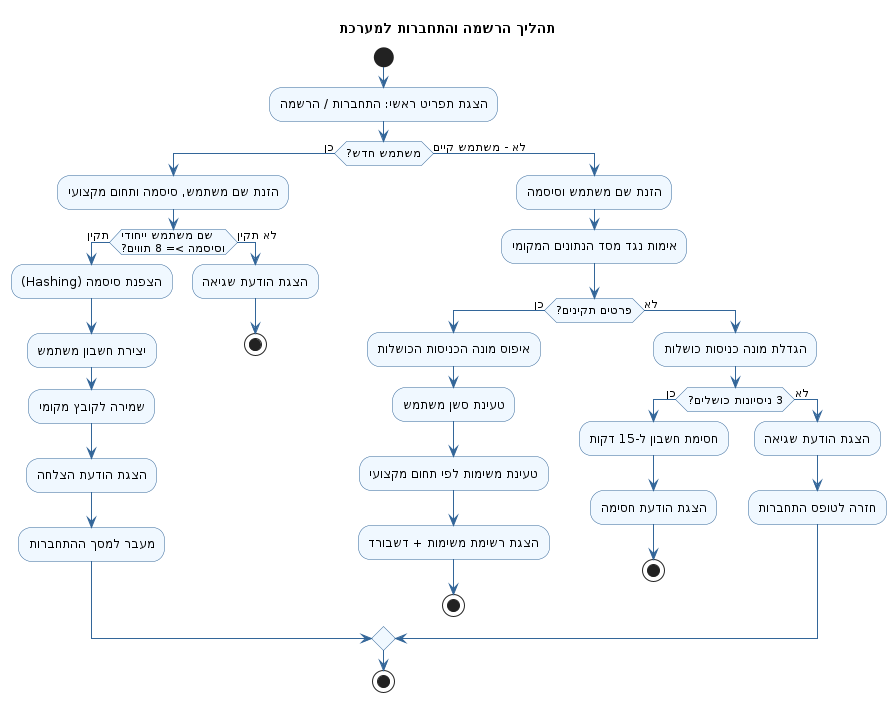 תהליך הרשמה והתחברות למערכת
הצגת תפריט ראשי: התחברות / הרשמה
משתמש חדש?
כן
לא - משתמש קיים
הזנת שם משתמש, סיסמה ותחום מקצועי
שם משתמש ייחודי
וסיסמה >= 8 תווים?
תקין
לא תקין
הצפנת סיסמה (Hashing)
הצגת הודעת שגיאה
יצירת חשבון משתמש
שמירה לקובץ מקומי
הצגת הודעת הצלחה
מעבר למסך ההתחברות
הזנת שם משתמש וסיסמה
אימות נגד מסד הנתונים המקומי
פרטים תקינים?
כן
לא
איפוס מונה הכניסות הכושלות
טעינת סשן משתמש
טעינת משימות לפי תחום מקצועי
הצגת רשימת משימות + דשבורד
הגדלת מונה כניסות כושלות
3 ניסיונות כושלים?
כן
לא
חסימת חשבון ל-15 דקות
הצגת הודעת חסימה
הצגת הודעת שגיאה
חזרה לטופס התחברות